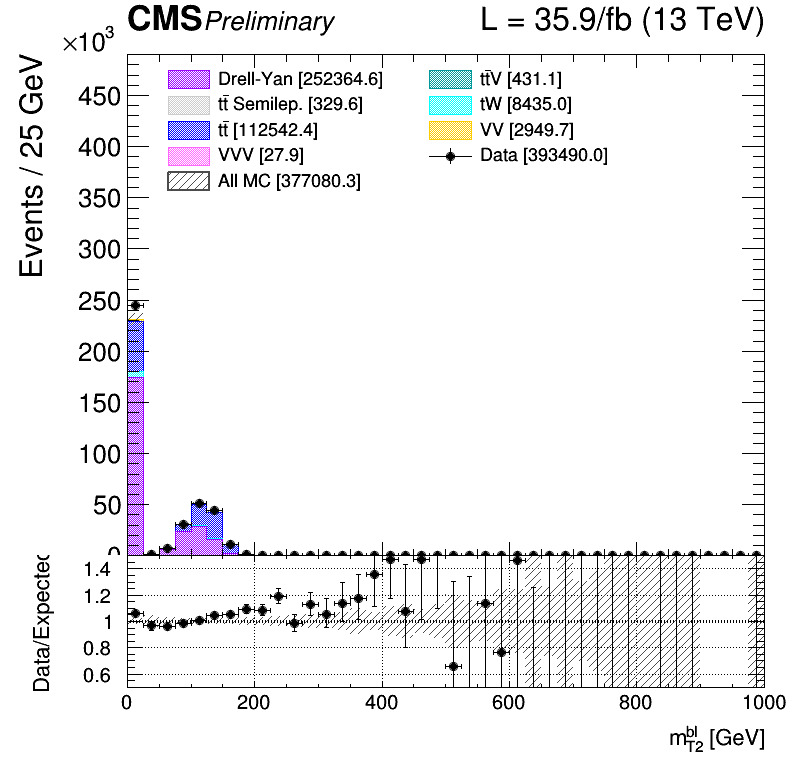 CMS Preliminary L = 35.9/fb (13 TeV)
×10³
Events / 25 GeV
Drell-Yan [252364.6]
tt̄ Semilep. [329.6]
tt̄ [112542.4]
VVV [27.9]
All MC [377080.3]
tt̄V [431.1]
tW [8435.0]
VV [2949.7]
Data [393490.0]
450
400
350
300
250
200
150
100
50
0
Data/Expected
1.4
1.2
1
0.8
0.6
0 200 400 600 800 1000
m_{T2}^{bl} [GeV]